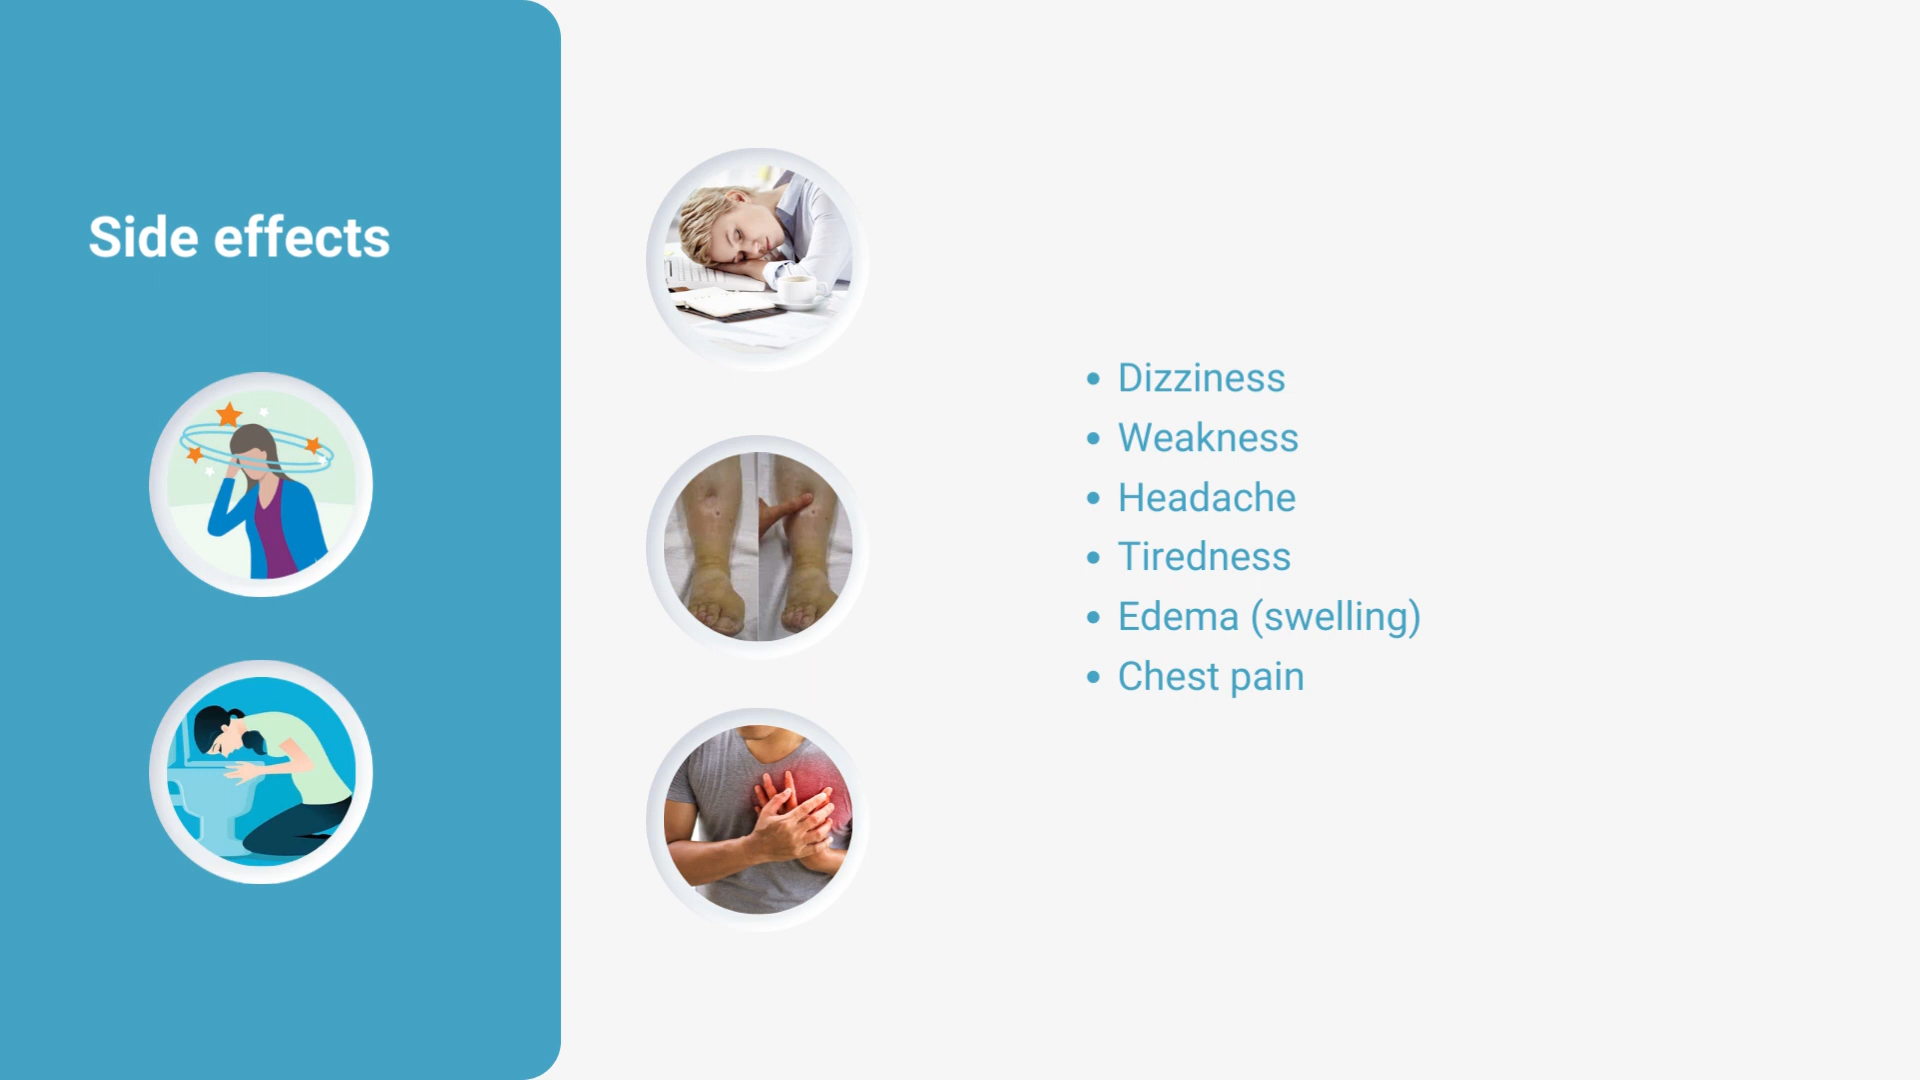 Side effects
• Dizziness
• Weakness
• Headache
• Tiredness
• Edema (swelling)
• Chest pain